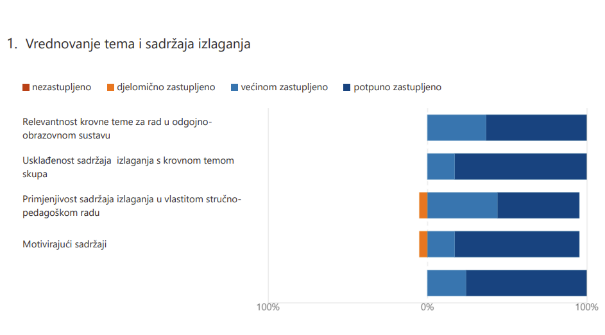 1. Vrednovanje tema i sadržaja izlaganja
nezastupljeno djelomično zastupljeno većinom zastupljeno potpuno zastupljeno
Relevantnost krovne teme za rad u odgojno-
obrazovnom sustavu
Usklađenost sadržaja izlaganja s krovnom temom
skupa
Primjenjivost sadržaja izlaganja u vlastitom stručno-
pedagoškom radu
Motivirajući sadržaji
100% 0% 100%